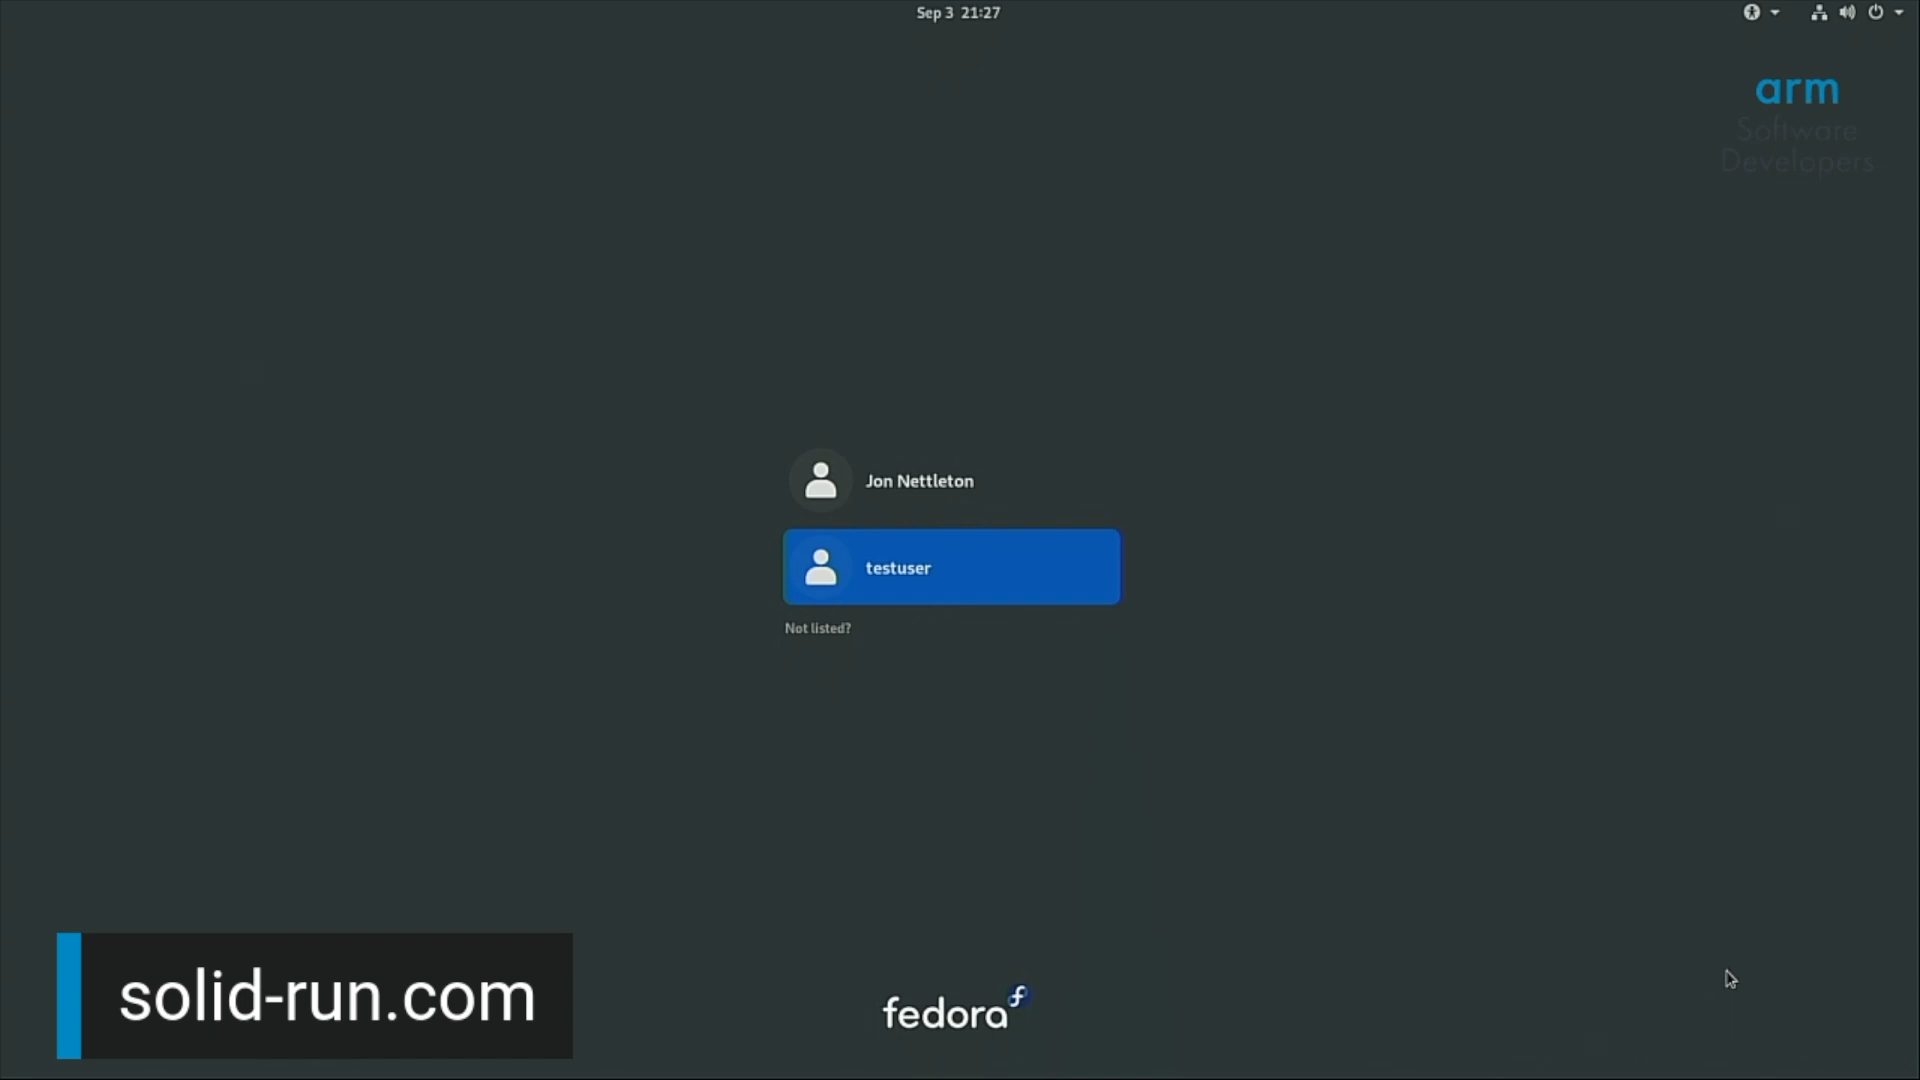 Sep 3 21:27
arm
Software
Developers
Jon Nettleton
testuser
Not listed?
solid-run.com
fedora